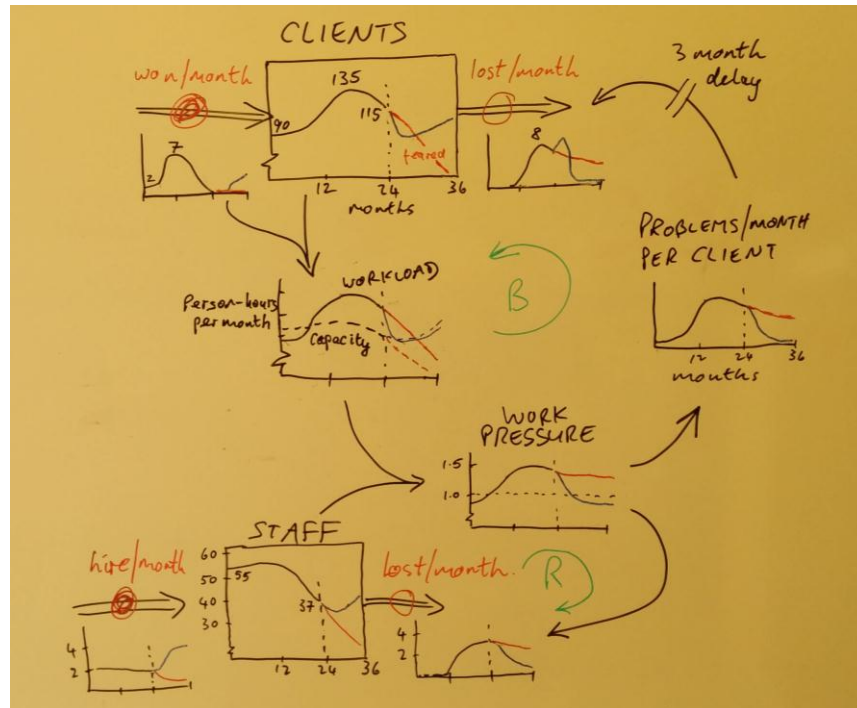 CLIENTS
won/month
lost/month
3 month
delay
135
115
90
feared
12
24
36
months
2
7
8
PROBLEMS/MONTH
PER CLIENT
12
24
36
months
WORKLOAD
Person-hours
per month
Capacity
B
WORK
PRESSURE
1.5
1.0
STAFF
hire/month
lost/month.
R
60
50
40
30
55
37
12
24
36
4
2
4
2